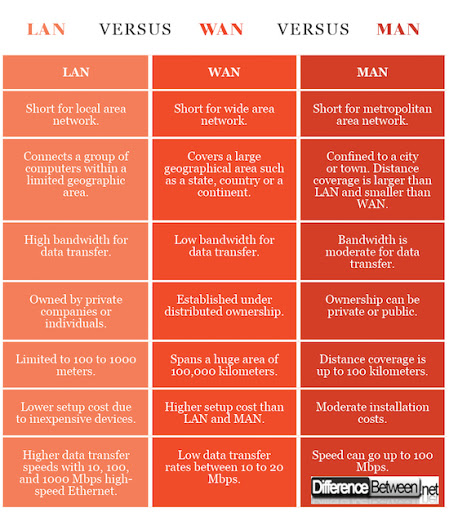 LAN VERSUS WAN VERSUS MAN
LAN WAN MAN
Short for local area
network.
Short for wide area
network.
Short for metropolitan
area network.
Connects a group of
computers within a
limited geographic
area.
Covers a large
geographical area such
as a state, country or a
continent.
Confined to a city
or town. Distance
coverage is larger than
LAN and smaller than
WAN.
High bandwidth for
data transfer.
Low bandwidth for
data transfer.
Bandwidth is
moderate for data
transfer.
Owned by private
companies or
individuals.
Established under
distributed ownership.
Ownership can be
private or public.
Limited to 100 to 1000
meters.
Spans a huge area of
100,000 kilometers.
Distance coverage is
up to 100 kilometers.
Lower setup cost due
to inexpensive devices.
Higher setup cost than
LAN and MAN.
Moderate installation
costs.
Higher data transfer
speeds with 10, 100,
and 1000 Mbps high-
speed Ethernet.
Low data transfer
rates between 10 to 20
Mbps.
Speed can go up to 100
Mbps.
DifferenceBetween.net